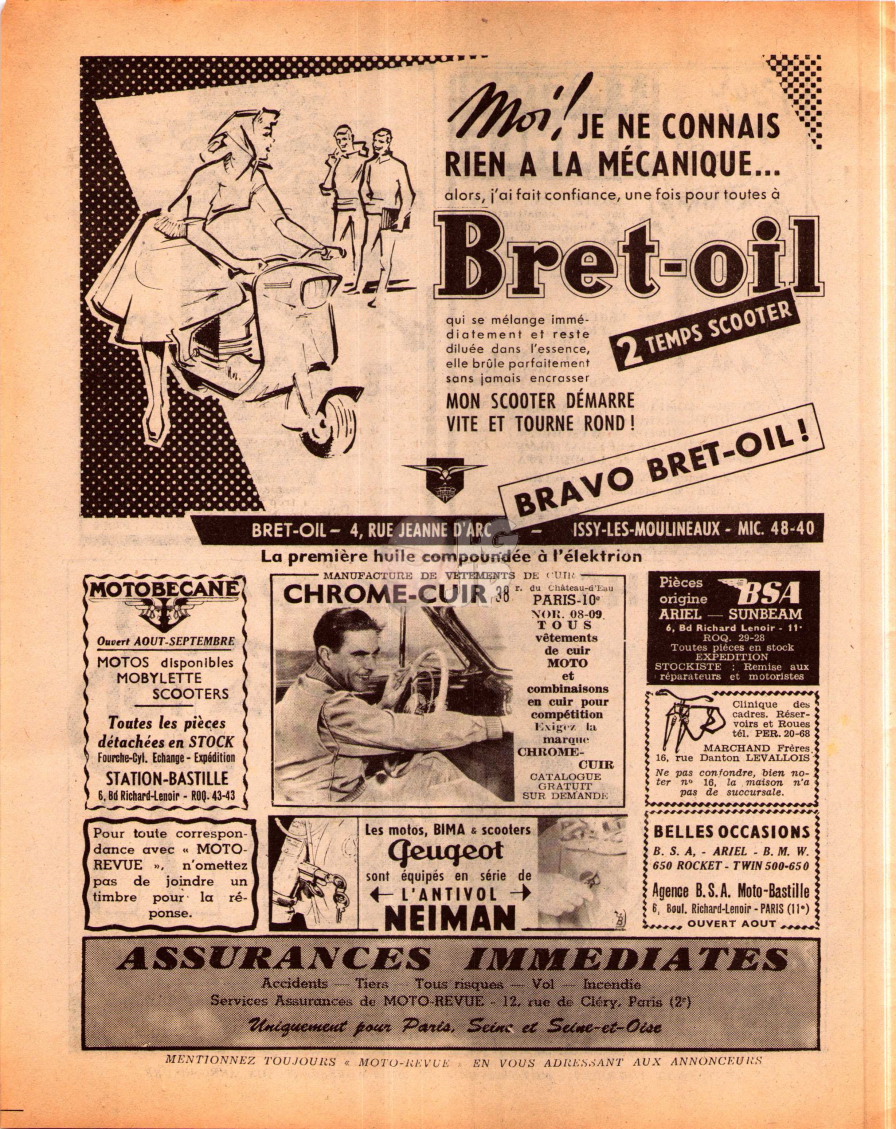 Moi! JE NE CONNAIS
RIEN A LA MÉCANIQUE...
alors, j'ai fait confiance, une fois pour toutes à
Bret-oil
2 TEMPS SCOOTER
qui se mélange immé-
diatement et reste
diluée dans l'essence,
elle brûle parfaitement
sans jamais encrasser
MON SCOOTER DÉMARRE
VITE ET TOURNE ROND !
BRAVO BRET-OIL !
BRET-OIL — 4, RUE JEANNE D'ARC — ISSY-LES-MOULINEAUX - MIC. 48-40
La première huile compoundée à l'élektrion
MOTOBECANE
Ouvert AOUT-SEPTEMBRE
MOTOS disponibles
MOBYLETTE
SCOOTERS
Toutes les pièces
détachées en STOCK
Fourche-Cyl. Echange - Expédition
STATION-BASTILLE
6, Bd Richard-Lenoir - ROQ. 43-43
MANUFACTURE DE VETEMENTS DE CUIR
CHROME-CUIR 38 r. du Château-d'Eau
PARIS-10e
NOR. 08-09
TOUS
vêtements
de cuir
MOTO
et
combinaisons
en cuir pour
compétition
Exigez la
marque
CHROME-
CUIR
CATALOGUE
GRATUIT
SUR DEMANDE
Pièces
origine BSA
ARIEL — SUNBEAM
6, Bd Richard Lenoir - 11e
ROQ. 29-28
Toutes pièces en stock
EXPEDITION
STOCKISTE : Remise aux
réparateurs et motoristes
Clinique des
cadres. Réser-
voirs et Roues
tél. PER. 20-68
MARCHAND Frères
16, rue Danton LEVALLOIS
Ne pas confondre, bien no-
ter n° 16, la maison n'a
pas de succursale.
Pour toute correspon-
dance avec « MOTO-
REVUE », n'omettez
pas de joindre un
timbre pour la ré-
ponse.
Les motos, BIMA & scooters
Peugeot
sont équipés en série de
← L'ANTIVOL →
NEIMAN
BELLES OCCASIONS
B. S. A. - ARIEL - B. M. W.
650 ROCKET - TWIN 500-650
Agence B.S.A. Moto-Bastille
6, Boul. Richard-Lenoir - PARIS (11e)
OUVERT AOUT
ASSURANCES IMMEDIATES
Accidents — Tiers — Tous risques — Vol — Incendie
Services Assurances de MOTO-REVUE - 12, rue de Cléry, Paris (2e)
Uniquement pour Paris, Seine et Seine-et-Oise
MENTIONNEZ TOUJOURS « MOTO-REVUE » EN VOUS ADRESSANT AUX ANNONCEURS